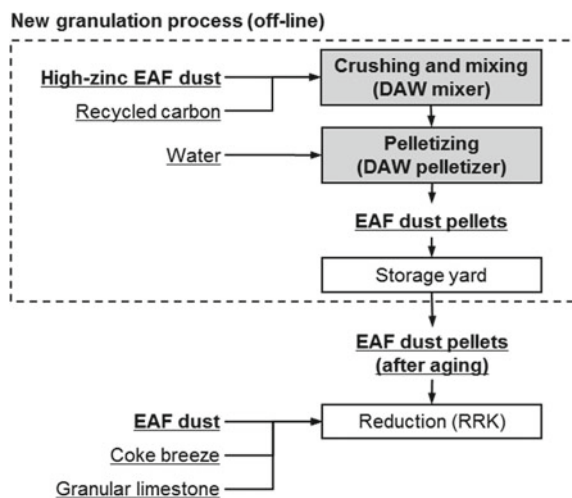 New granulation process (off-line)
High-zinc EAF dust
Recycled carbon
Crushing and mixing
(DAW mixer)
Water
Pelletizing
(DAW pelletizer)
EAF dust pellets
Storage yard
EAF dust pellets
(after aging)
EAF dust
Coke breeze
Granular limestone
Reduction (RRK)